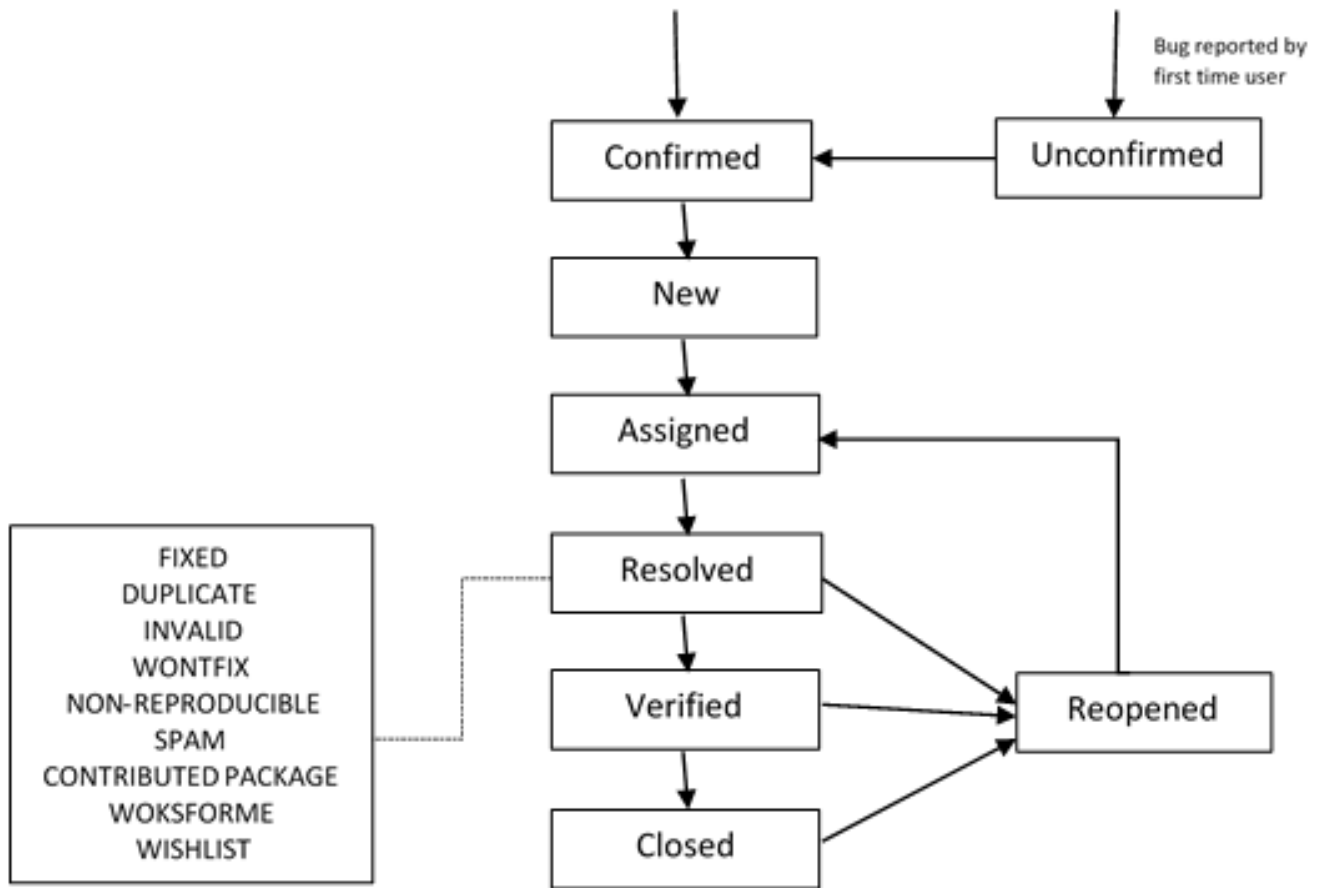 Bug reported by
first time user
Confirmed
Unconfirmed
New
Assigned
Resolved
FIXED
DUPLICATE
INVALID
WONTFIX
NON-REPRODUCIBLE
SPAM
CONTRIBUTED PACKAGE
WOKSFORME
WISHLIST
Verified
Reopened
Closed